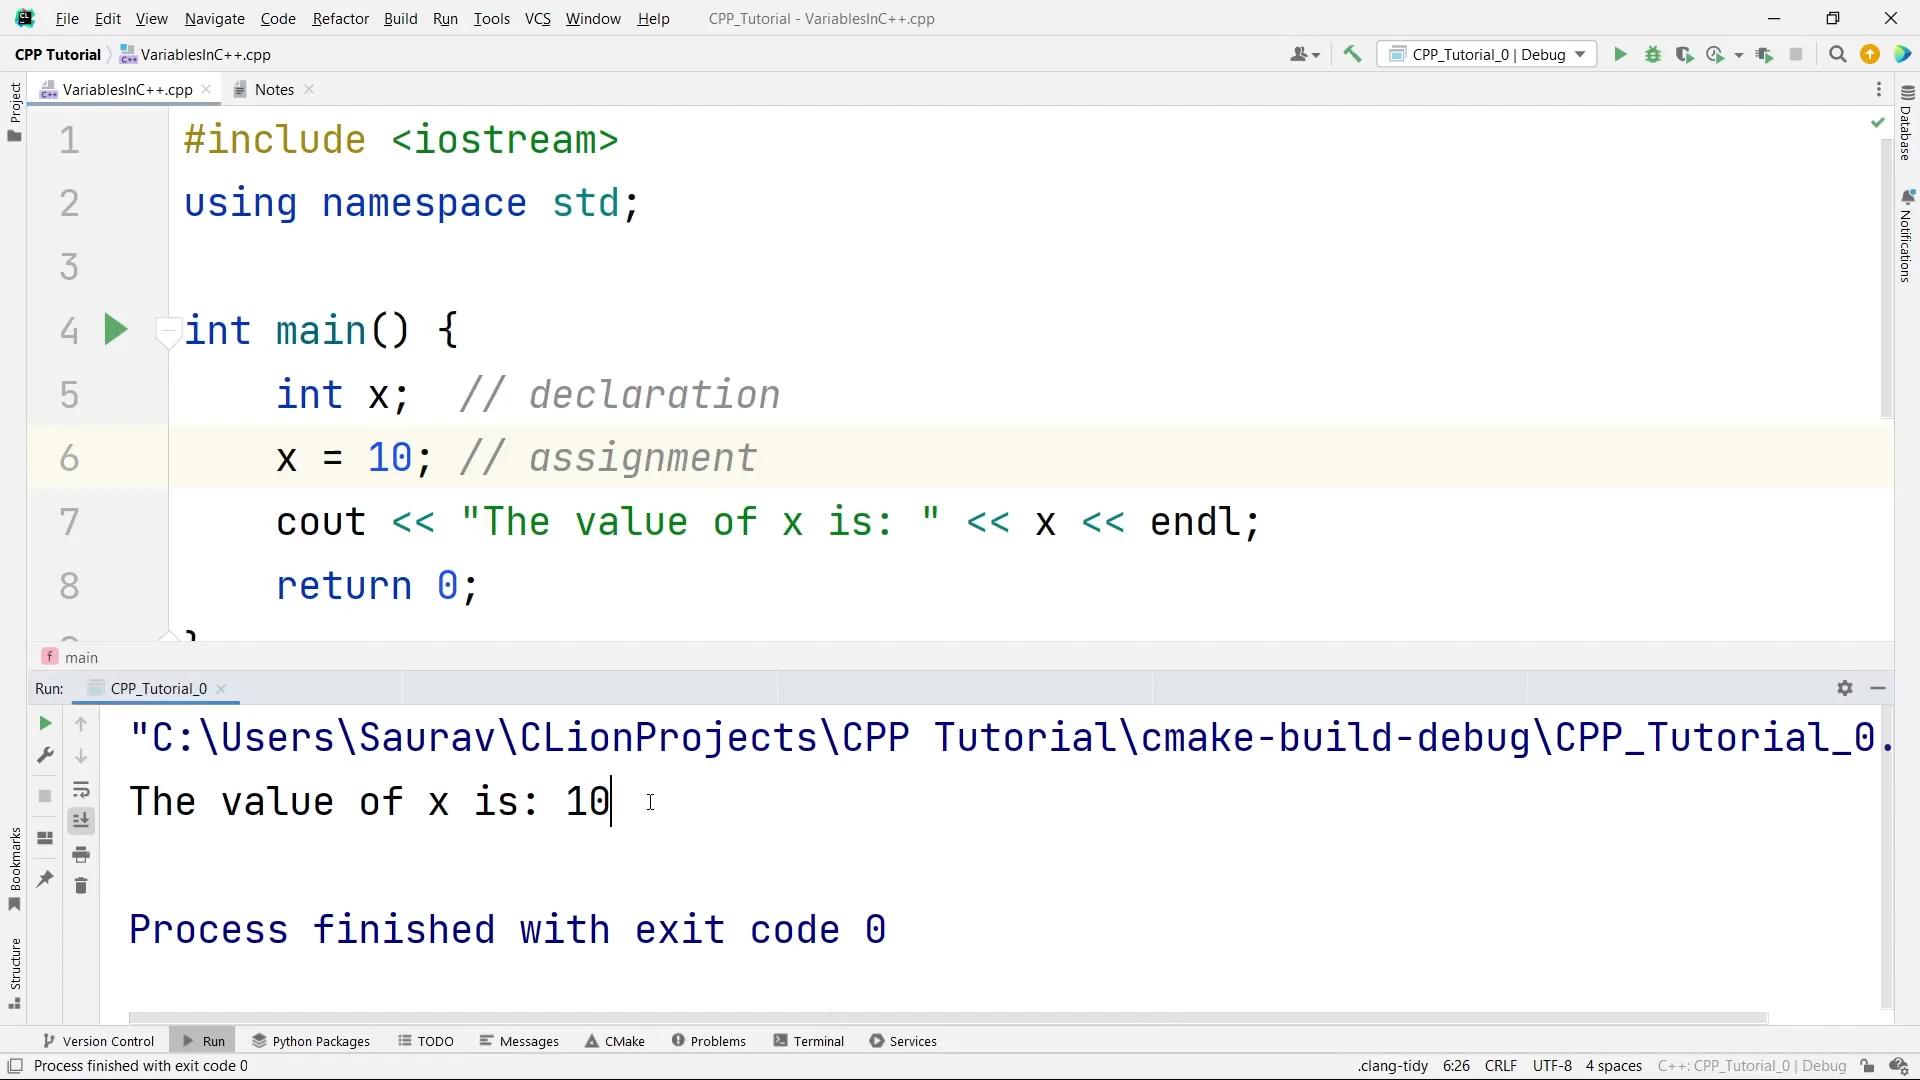 File Edit View Navigate Code Refactor Build Run Tools VCS Window Help CPP_Tutorial - VariablesInC++.cpp
CPP Tutorial VariablesInC++.cpp CPP_Tutorial_0 | Debug
VariablesInC++.cpp Notes
Project
Database
Notifications
1 #include <iostream>
2 using namespace std;
3
4 int main() {
5 int x; // declaration
6 x = 10; // assignment
7 cout << "The value of x is: " << x << endl;
8 return 0;
}
f main
Run: CPP_Tutorial_0
"C:\Users\Saurav\CLionProjects\CPP Tutorial\cmake-build-debug\CPP_Tutorial_0.
The value of x is: 10
Process finished with exit code 0
Bookmarks
Structure
Version Control Run Python Packages TODO Messages CMake Problems Terminal Services
Process finished with exit code 0 .clang-tidy 6:26 CRLF UTF-8 4 spaces C++: CPP_Tutorial_0 | Debug